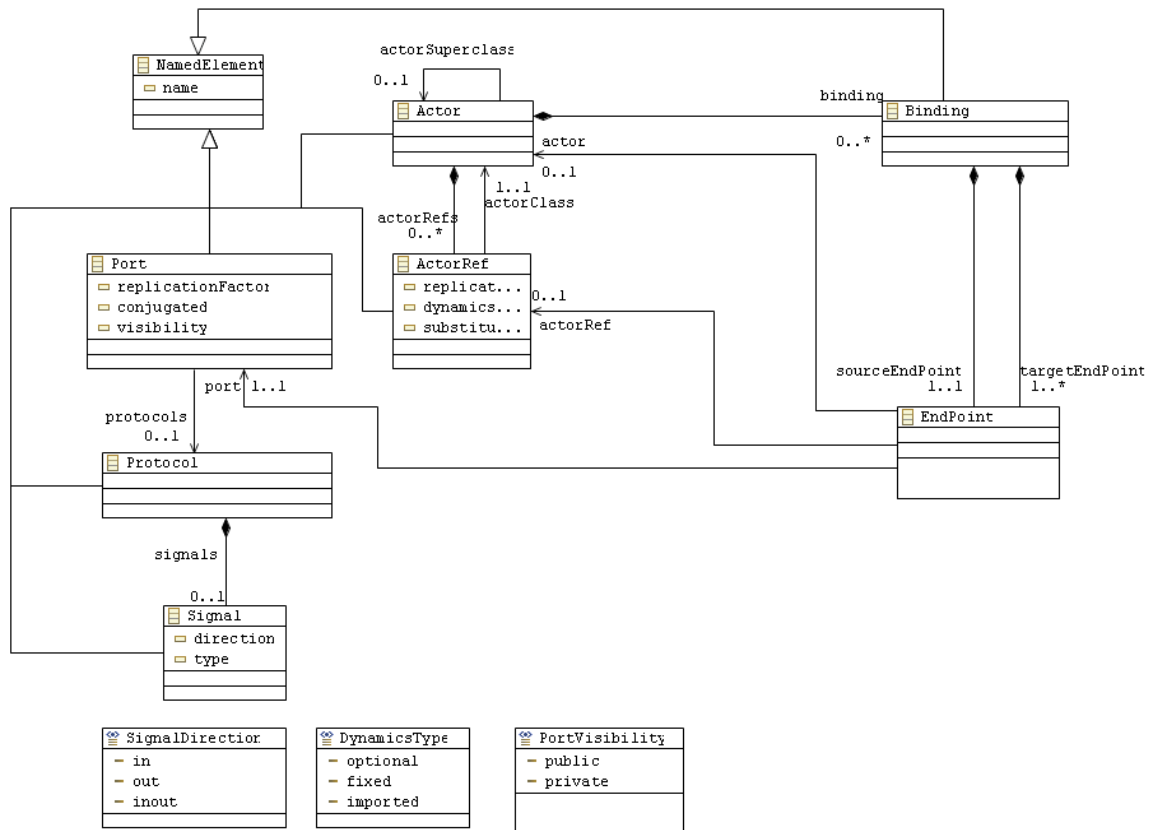 actorSuperclass
NamedElement
name
0..1
Actor
binding
Binding
0..*
actor
0..1
1..1
actorClass
actorRefs
0..*
Port
replicationFactor
conjugated
visibility
ActorRef
replicat...
dynamics...
substitu...
0..1
actorRef
port 1..1
sourceEndPoint
1..1
targetEndPoint
1..*
protocols
0..1
EndPoint
Protocol
signals
0..1
Signal
direction
type
SignalDirection
in
out
inout
DynamicsType
optional
fixed
imported
PortVisibility
public
private